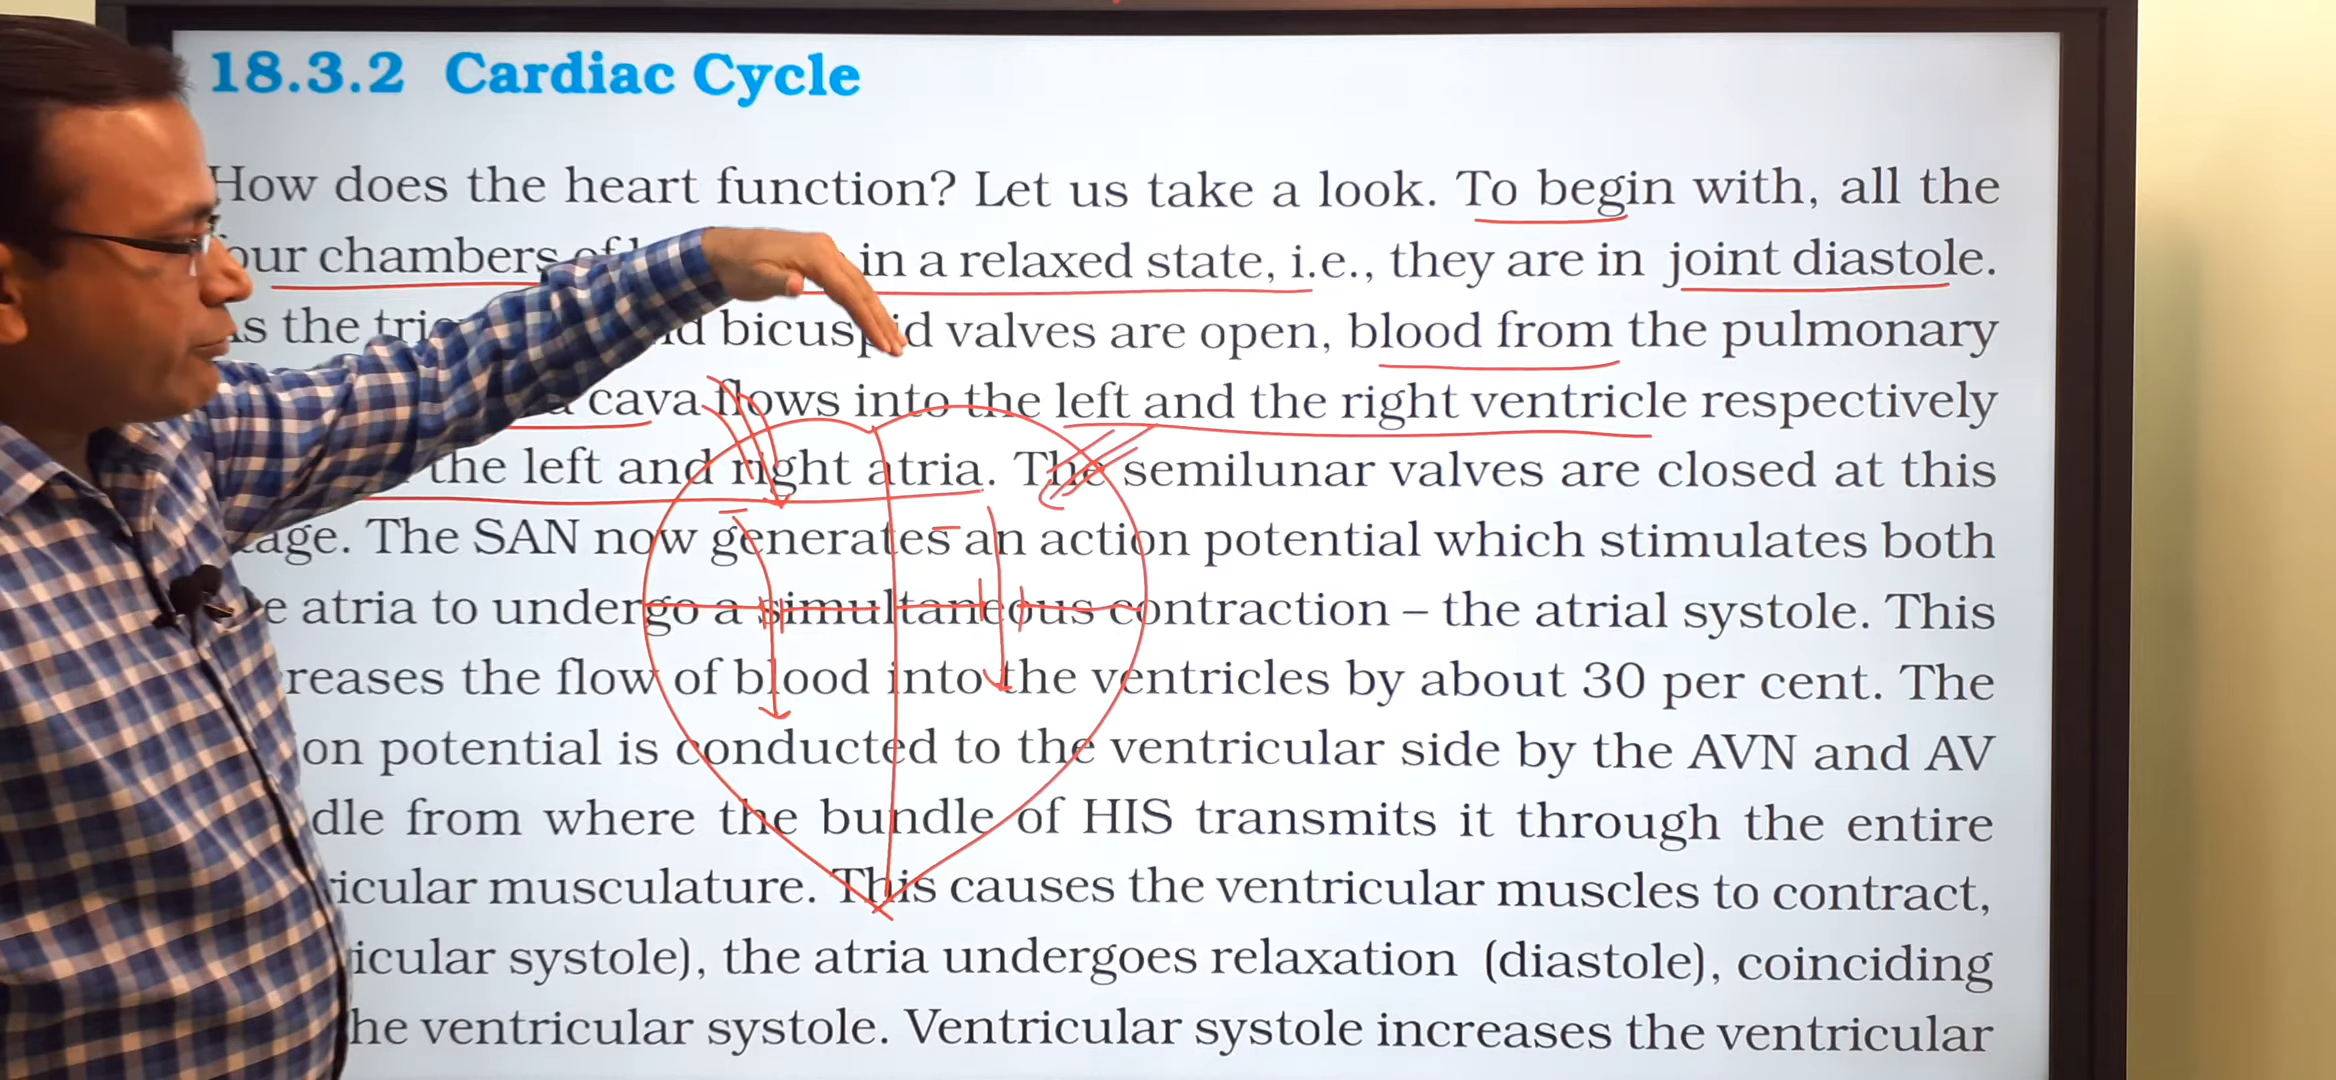 18.3.2 Cardiac Cycle
How does the heart function? Let us take a look. To begin with, all the
our chambers of in a relaxed state, i.e., they are in joint diastole.
the bicuspid valves are open, blood from the pulmonary
cava flows into the left and the right ventricle respectively
the left and right atria. The semilunar valves are closed at this
age. The SAN now generates an action potential which stimulates both
e atria to undergo a simultaneous contraction – the atrial systole. This
reases the flow of blood into the ventricles by about 30 per cent. The
on potential is conducted to the ventricular side by the AVN and AV
dle from where the bundle of HIS transmits it through the entire
icular musculature. This causes the ventricular muscles to contract,
icular systole), the atria undergoes relaxation (diastole), coinciding
he ventricular systole. Ventricular systole increases the ventricular